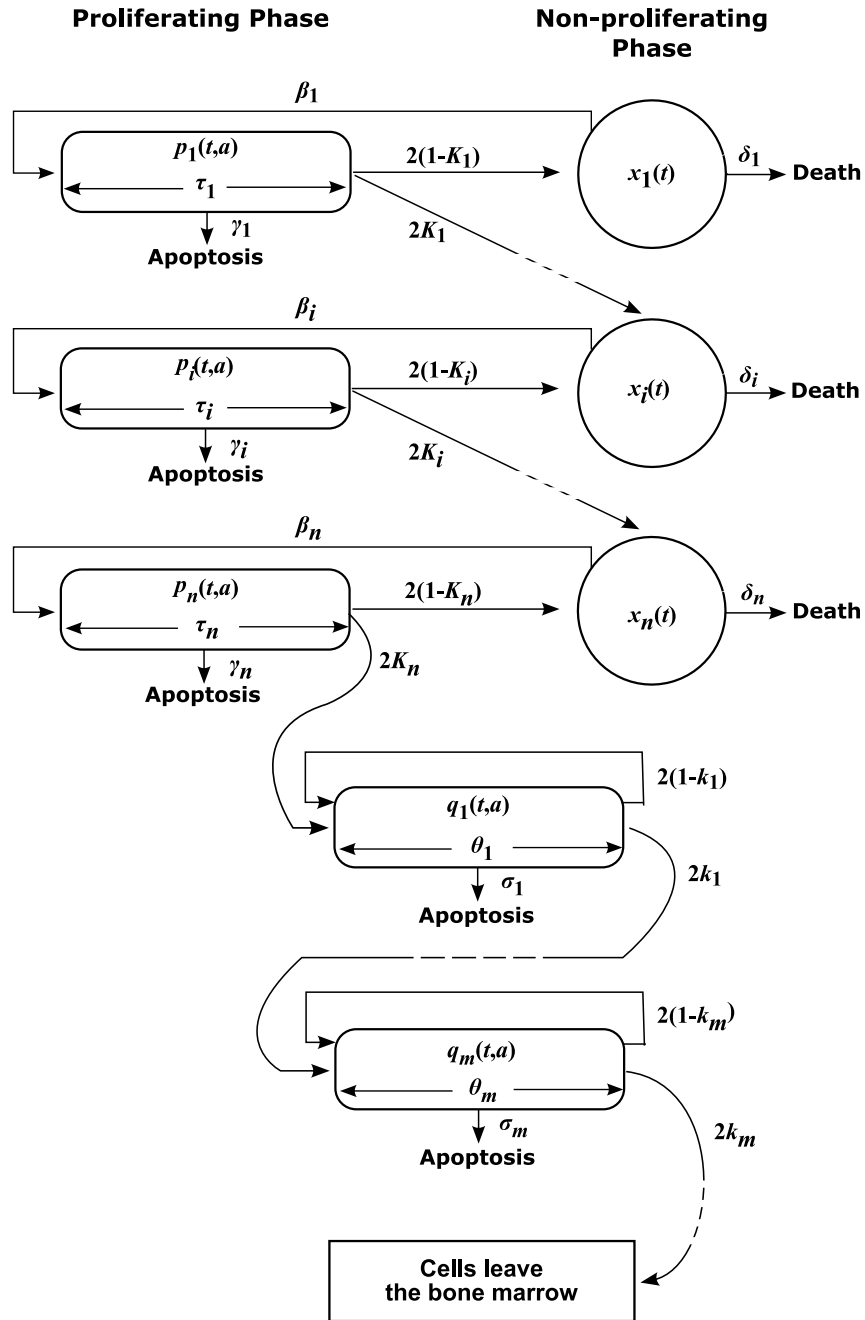 Proliferating Phase
Non-proliferating
Phase
β1
p1(t,a)
τ1
2(1-K1)
x1(t)
δ1
Death
γ1
Apoptosis
2K1
βi
pi(t,a)
τi
2(1-Ki)
xi(t)
δi
Death
γi
Apoptosis
2Ki
βn
pn(t,a)
τn
2(1-Kn)
xn(t)
δn
Death
γn
Apoptosis
2Kn
2(1-k1)
q1(t,a)
θ1
2k1
σ1
Apoptosis
2(1-km)
qm(t,a)
θm
2km
σm
Apoptosis
Cells leave
the bone marrow